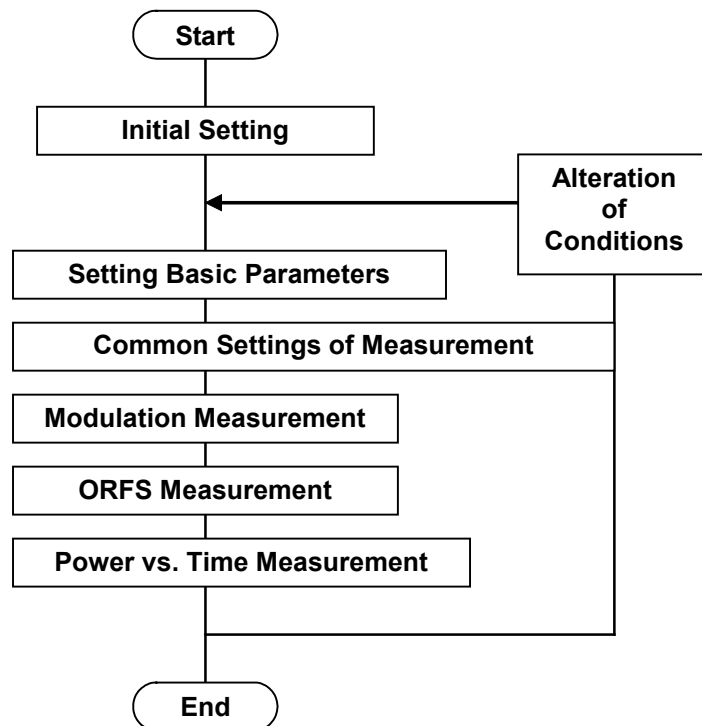 Start
Initial Setting
Alteration
of
Conditions
Setting Basic Parameters
Common Settings of Measurement
Modulation Measurement
ORFS Measurement
Power vs. Time Measurement
End